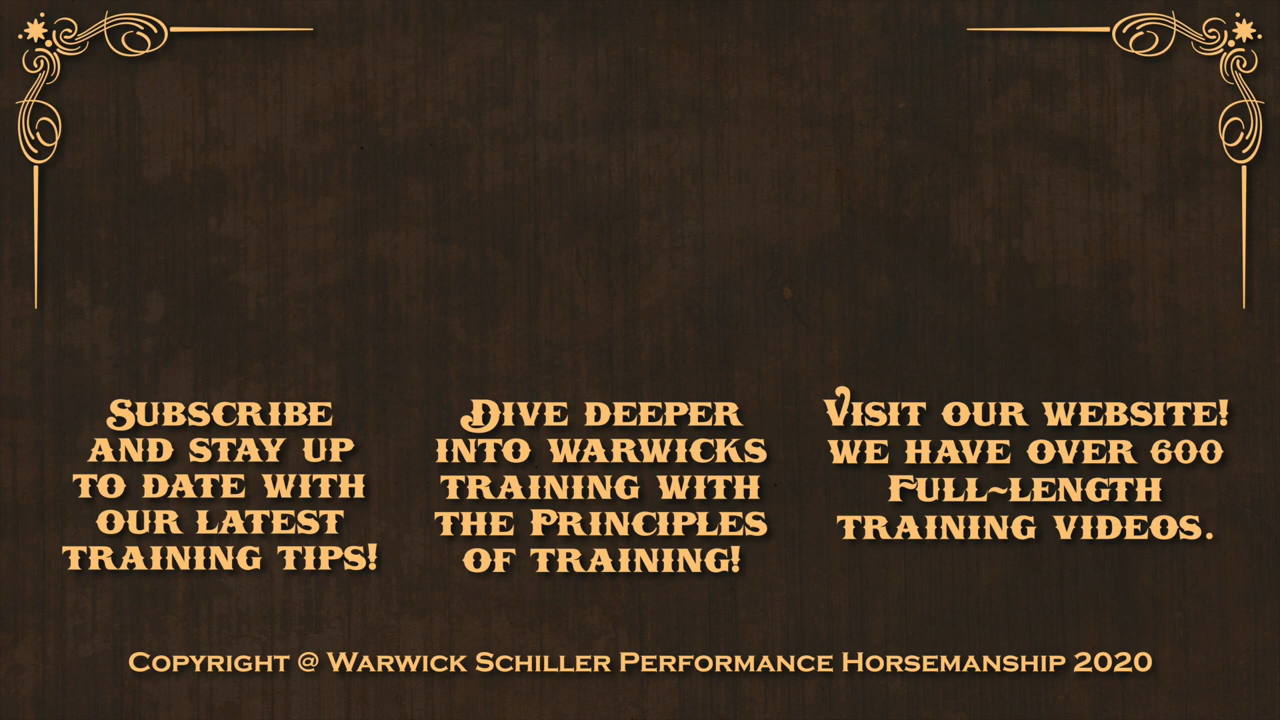 Subscribe
and stay up
to date with
our latest
training tips!
Dive deeper
into Warwicks
training with
the Principles
of training!
Visit our website!
We have over 600
Full~length
training videos.
Copyright @ Warwick Schiller Performance Horsemanship 2020